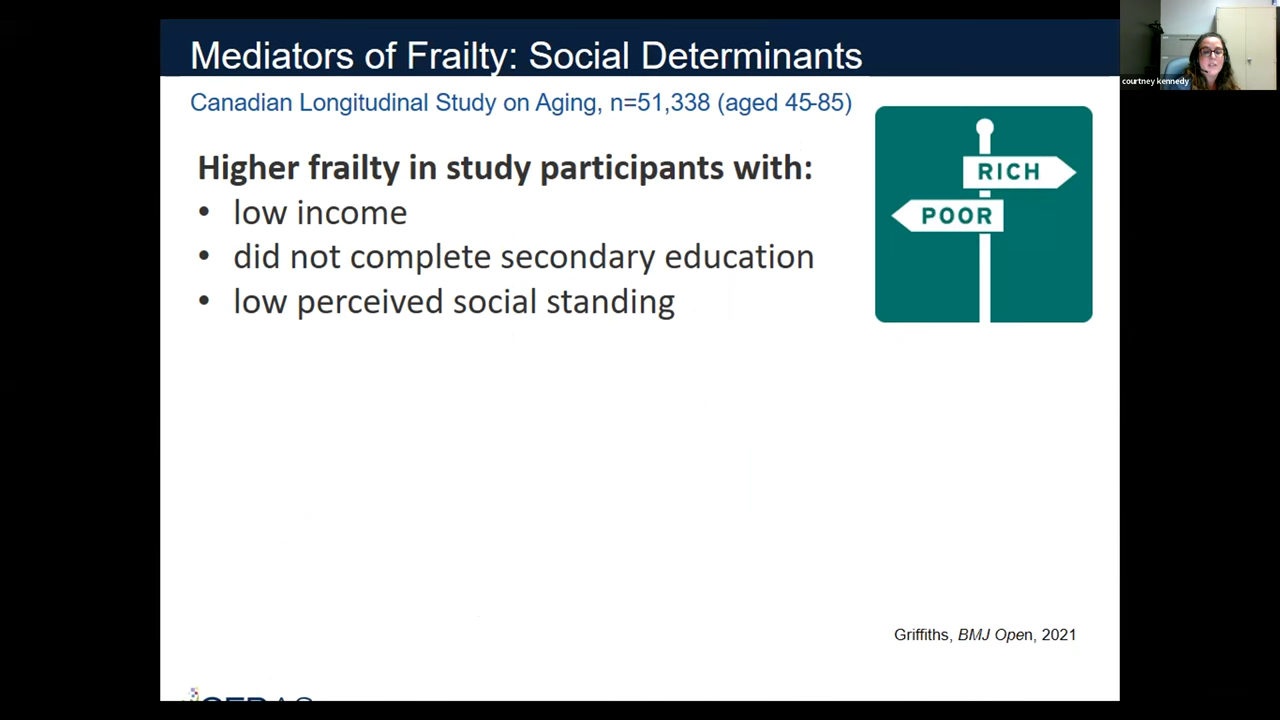 Mediators of Frailty: Social Determinants
Canadian Longitudinal Study on Aging, n=51,338 (aged 45-85)
Higher frailty in study participants with:
• low income
• did not complete secondary education
• low perceived social standing
RICH
POOR
courtney kennedy
Griffiths, BMJ Open, 2021